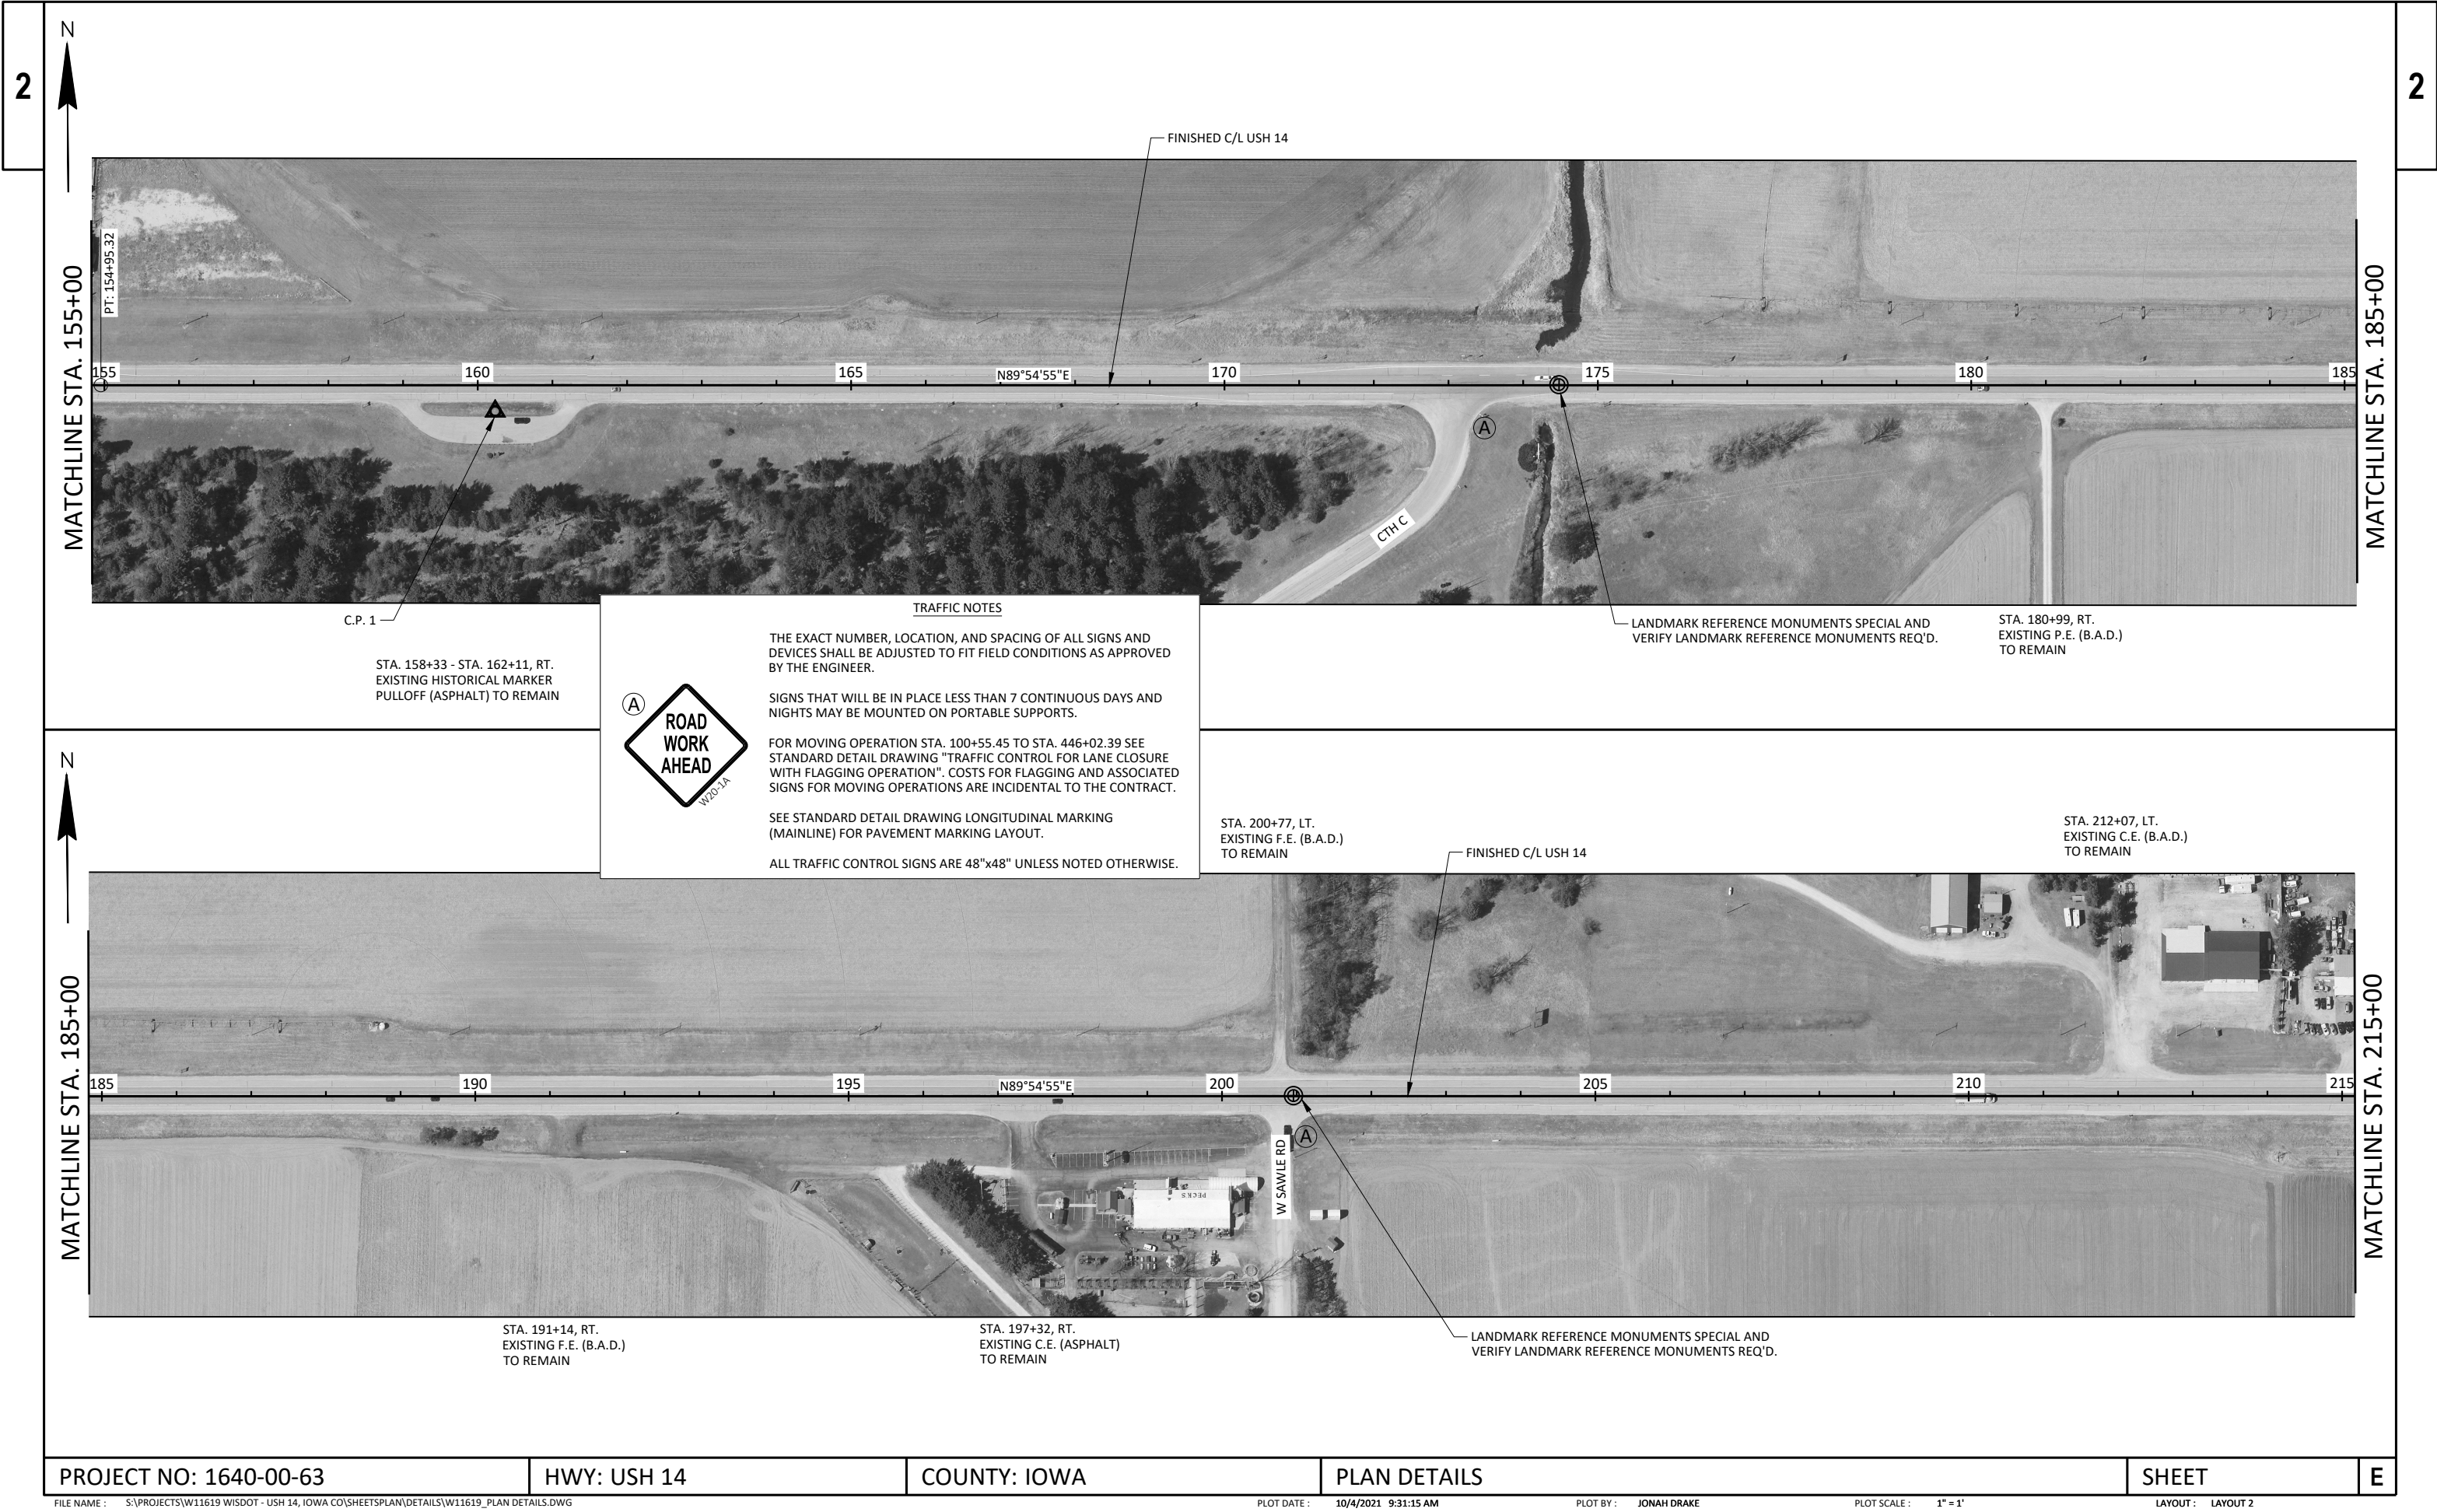 2
2
N
FINISHED C/L USH 14
MATCHLINE STA. 155+00
PT: 154+95.32
155
160
165
N89°54'55"E
170
175
180
185
MATCHLINE STA. 185+00
A
CTH C
C.P. 1
STA. 158+33 - STA. 162+11, RT.
EXISTING HISTORICAL MARKER
PULLOFF (ASPHALT) TO REMAIN
LANDMARK REFERENCE MONUMENTS SPECIAL AND
VERIFY LANDMARK REFERENCE MONUMENTS REQ'D.
STA. 180+99, RT.
EXISTING P.E. (B.A.D.)
TO REMAIN
TRAFFIC NOTES
THE EXACT NUMBER, LOCATION, AND SPACING OF ALL SIGNS AND
DEVICES SHALL BE ADJUSTED TO FIT FIELD CONDITIONS AS APPROVED
BY THE ENGINEER.
SIGNS THAT WILL BE IN PLACE LESS THAN 7 CONTINUOUS DAYS AND
NIGHTS MAY BE MOUNTED ON PORTABLE SUPPORTS.
FOR MOVING OPERATION STA. 100+55.45 TO STA. 446+02.39 SEE
STANDARD DETAIL DRAWING "TRAFFIC CONTROL FOR LANE CLOSURE
WITH FLAGGING OPERATION". COSTS FOR FLAGGING AND ASSOCIATED
SIGNS FOR MOVING OPERATIONS ARE INCIDENTAL TO THE CONTRACT.
SEE STANDARD DETAIL DRAWING LONGITUDINAL MARKING
(MAINLINE) FOR PAVEMENT MARKING LAYOUT.
ALL TRAFFIC CONTROL SIGNS ARE 48"x48" UNLESS NOTED OTHERWISE.
A
ROAD
WORK
AHEAD
W20-1A
N
STA. 200+77, LT.
EXISTING F.E. (B.A.D.)
TO REMAIN
FINISHED C/L USH 14
STA. 212+07, LT.
EXISTING C.E. (B.A.D.)
TO REMAIN
MATCHLINE STA. 185+00
185
190
195
N89°54'55"E
200
205
210
215
MATCHLINE STA. 215+00
A
W SAWLE RD
PECK'S
STA. 191+14, RT.
EXISTING F.E. (B.A.D.)
TO REMAIN
STA. 197+32, RT.
EXISTING C.E. (ASPHALT)
TO REMAIN
LANDMARK REFERENCE MONUMENTS SPECIAL AND
VERIFY LANDMARK REFERENCE MONUMENTS REQ'D.
PROJECT NO: 1640-00-63
HWY: USH 14
COUNTY: IOWA
PLAN DETAILS
SHEET
E
FILE NAME : S:\PROJECTS\W11619 WISDOT - USH 14, IOWA CO\SHEETSPLAN\DETAILS\W11619_PLAN DETAILS.DWG
PLOT DATE : 10/4/2021 9:31:15 AM
PLOT BY : JONAH DRAKE
PLOT SCALE : 1" = 1'
LAYOUT : LAYOUT 2